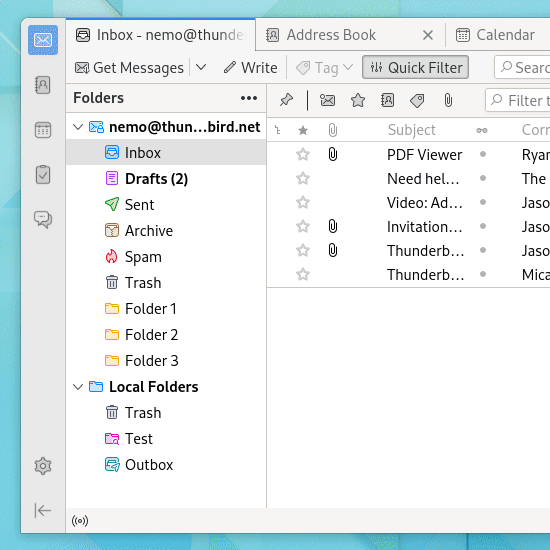 Inbox - nemo@thunde
Address Book
Calendar
Get Messages
Write
Tag
Quick Filter
Searc
Folders
Filter t
nemo@thun...bird.net
Subject
Corr
Inbox
PDF Viewer
Ryan
Drafts (2)
Need hel...
The
Sent
Video: Ad...
Jaso
Archive
Invitation...
Jaso
Spam
Thunderb...
Jaso
Trash
Thunderb...
Mica
Folder 1
Folder 2
Folder 3
Local Folders
Trash
Test
Outbox